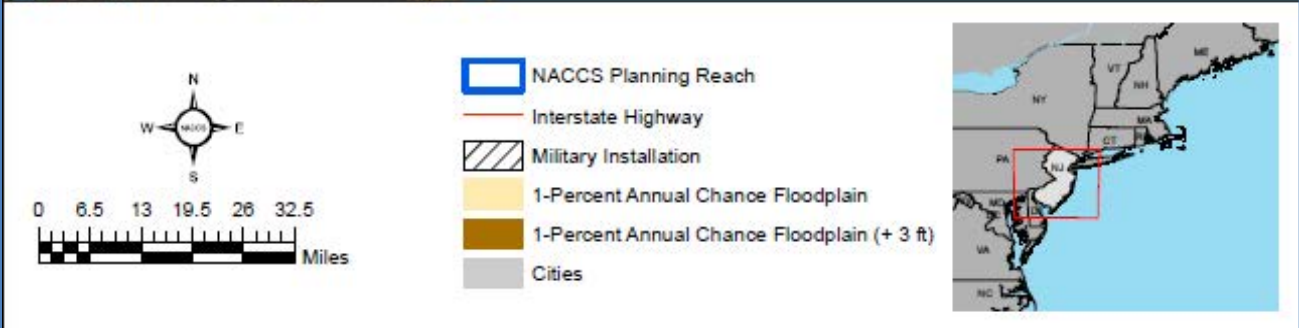 N
W NACCS E
S
0 6.5 13 19.5 26 32.5
Miles
NACCS Planning Reach
Interstate Highway
Military Installation
1-Percent Annual Chance Floodplain
1-Percent Annual Chance Floodplain (+ 3 ft)
Cities
ME
VT
NH
NY
MA
CT
PA
NJ
MD
VA
NC